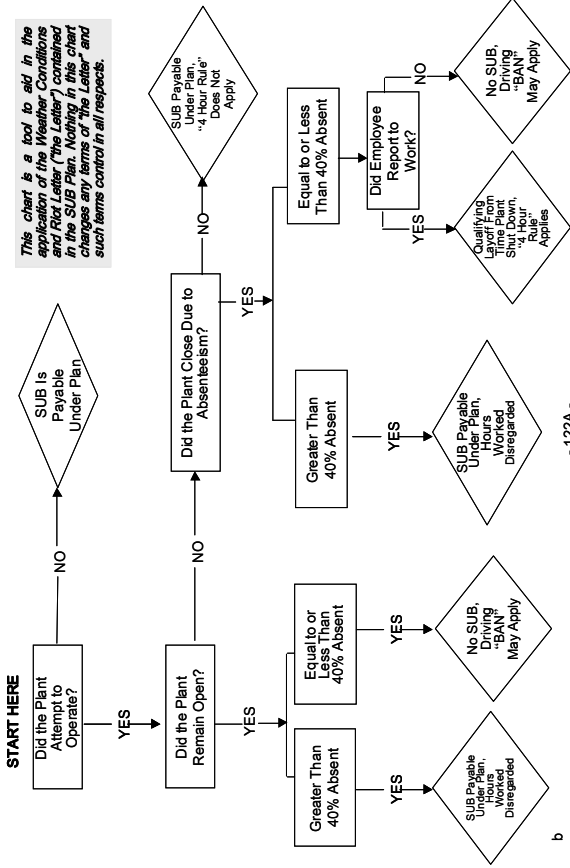 START HERE
This chart is a tool to aid in the
application of the Weather Conditions
and Riot Letter ("the Letter") contained
in the SUB Plan. Nothing in this chart
changes any terms of "the Letter" and
such terms control in all respects.
Did the Plant
Attempt to
Operate?
NO
SUB Is
Payable
Under Plan
YES
Did the Plant
Remain Open?
NO
Did the Plant Close Due to
Absenteeism?
NO
SUB Payable
Under Plan,
"4 Hour Rule"
Does Not
Apply
YES
Greater Than
40% Absent
YES
SUB Payable
Under Plan,
Hours
Worked
Disregarded
Equal to or
Less Than
40% Absent
YES
No SUB,
Driving
"BAN"
May Apply
YES
Greater Than
40% Absent
YES
SUB Payable
Under Plan,
Hours
Worked
Disregarded
Equal to or Less
Than 40% Absent
Did Employee
Report to
Work?
YES
Qualifying
Layoff From
Time Plant
Shut Down,
"4 Hour
Rule"
Applies
NO
No SUB,
Driving
"BAN"
May Apply
b